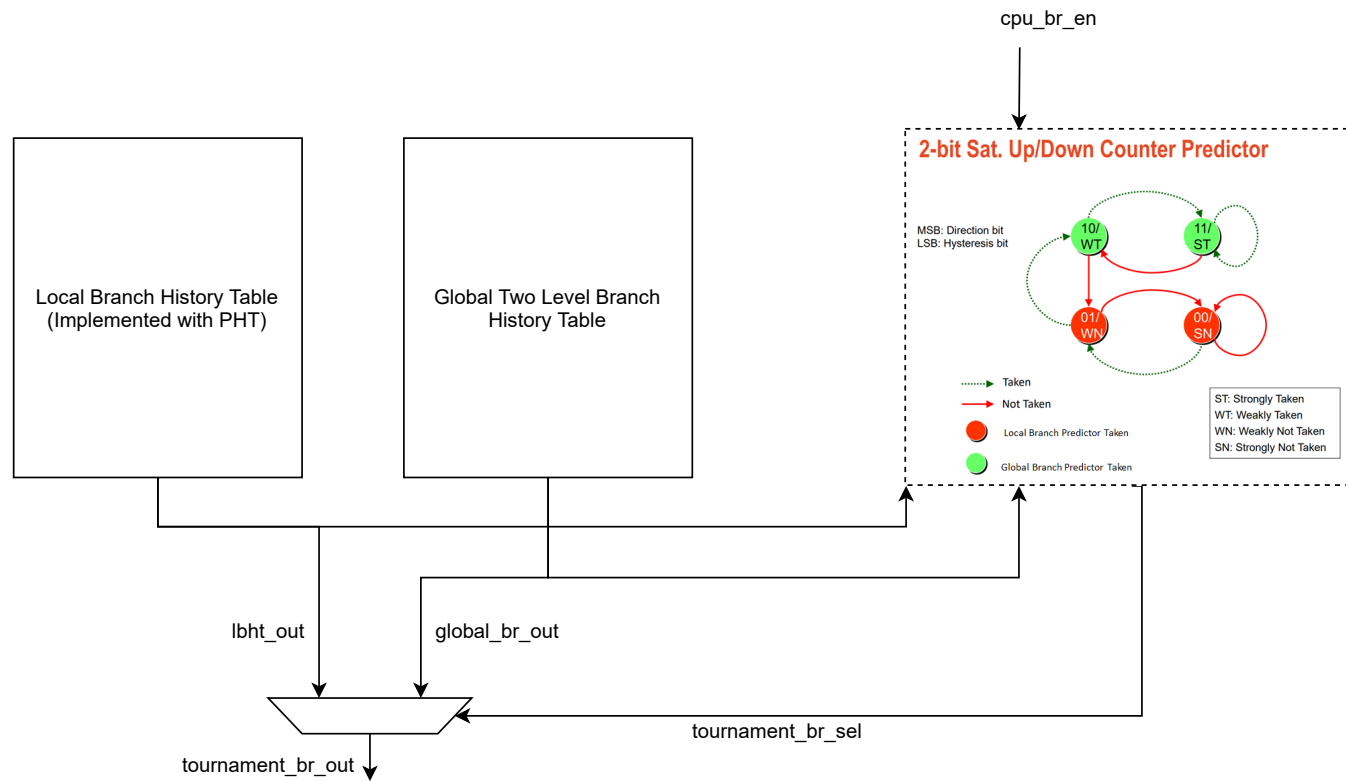 cpu_br_en
Local Branch History Table
(Implemented with PHT)
Global Two Level Branch
History Table
2-bit Sat. Up/Down Counter Predictor
MSB: Direction bit
LSB: Hysteresis bit
10/
WT
11/
ST
01/
WN
00/
SN
Taken
Not Taken
Local Branch Predictor Taken
Global Branch Predictor Taken
ST: Strongly Taken
WT: Weakly Taken
WN: Weakly Not Taken
SN: Strongly Not Taken
lbht_out
global_br_out
tournament_br_sel
tournament_br_out